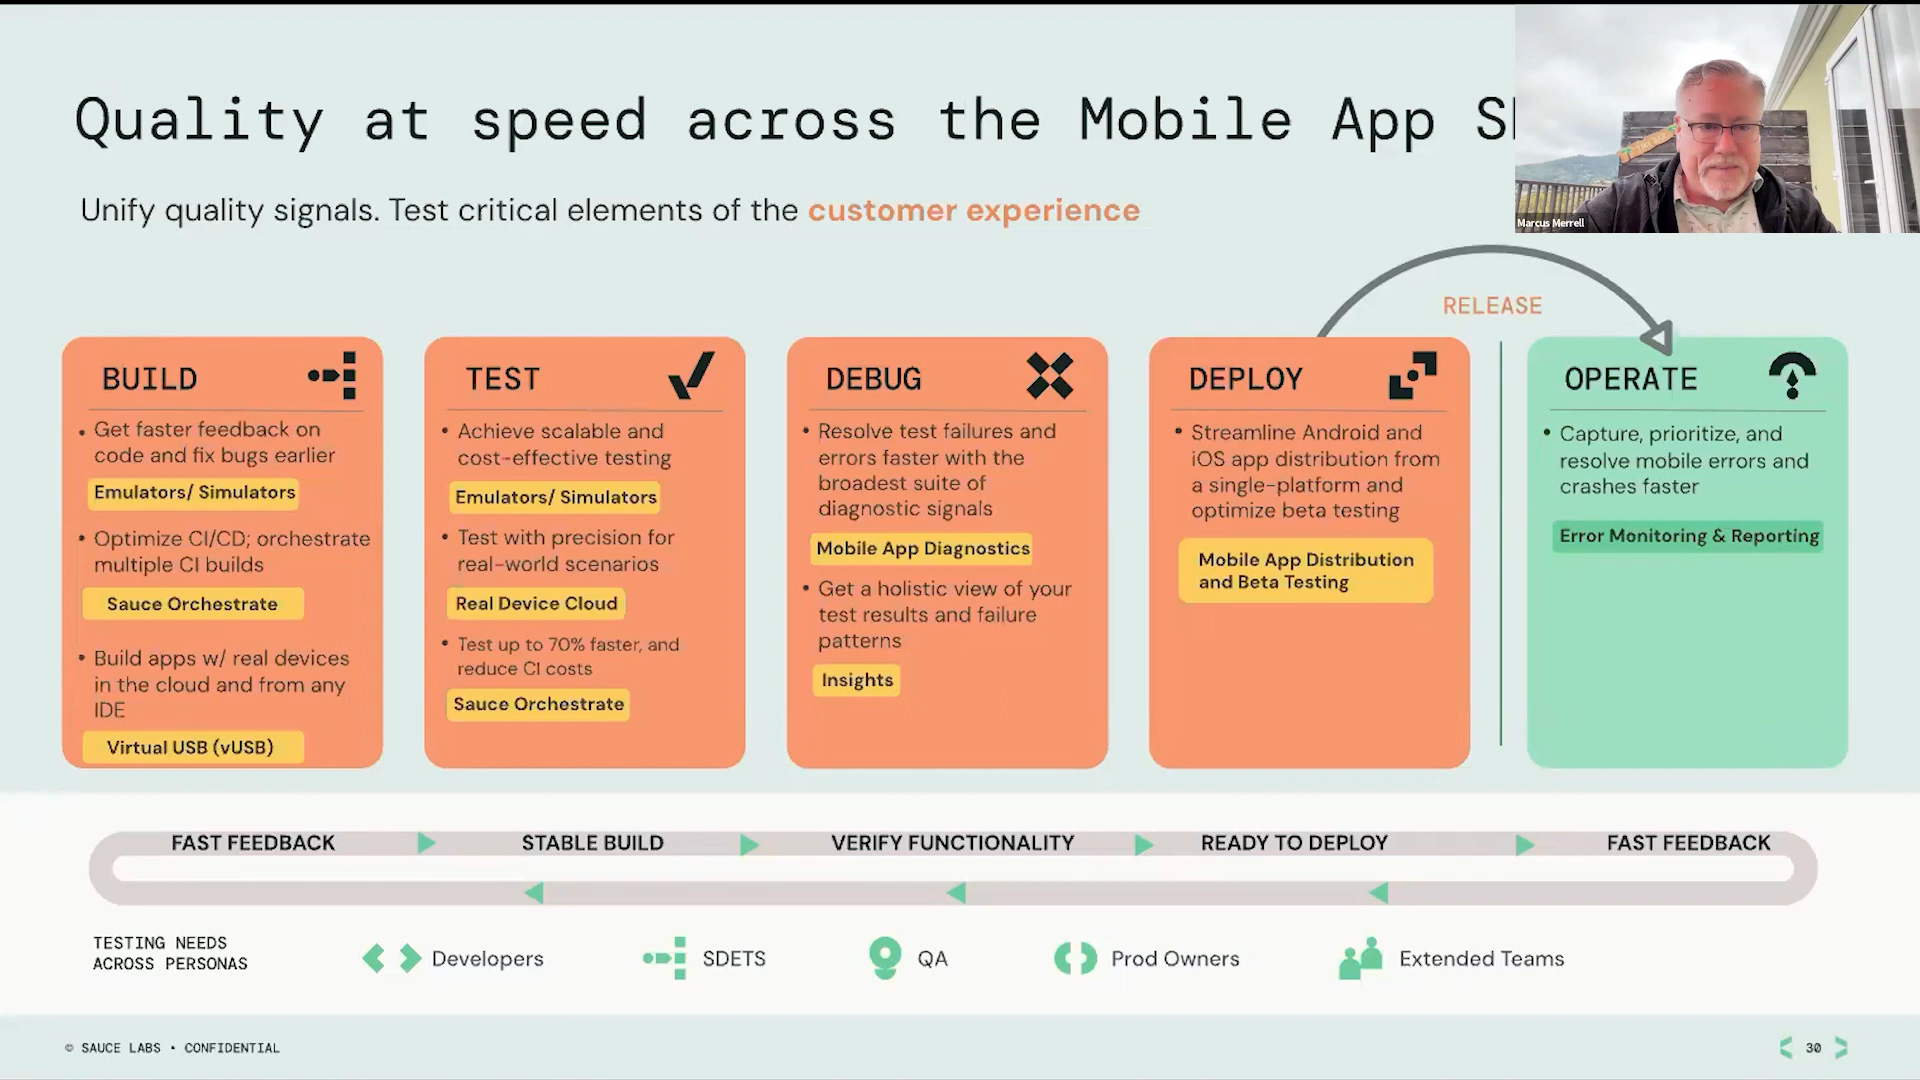 Quality at speed across the Mobile App
Marcus Merrell
Unify quality signals. Test critical elements of the customer experience
RELEASE
BUILD
• Get faster feedback on
code and fix bugs earlier
Emulators/ Simulators
• Optimize CI/CD; orchestrate
multiple CI builds
Sauce Orchestrate
• Build apps w/ real devices
in the cloud and from any
IDE
Virtual USB (vUSB)
TEST
• Achieve scalable and
cost-effective testing
Emulators/ Simulators
• Test with precision for
real-world scenarios
Real Device Cloud
• Test up to 70% faster, and
reduce CI costs
Sauce Orchestrate
DEBUG
• Resolve test failures and
errors faster with the
broadest suite of
diagnostic signals
Mobile App Diagnostics
• Get a holistic view of your
test results and failure
patterns
Insights
DEPLOY
• Streamline Android and
iOS app distribution from
a single-platform and
optimize beta testing
Mobile App Distribution
and Beta Testing
OPERATE
• Capture, prioritize, and
resolve mobile errors and
crashes faster
Error Monitoring & Reporting
FAST FEEDBACK
STABLE BUILD
VERIFY FUNCTIONALITY
READY TO DEPLOY
FAST FEEDBACK
TESTING NEEDS
ACROSS PERSONAS
Developers
SDETS
QA
Prod Owners
Extended Teams
© SAUCE LABS • CONFIDENTIAL
30